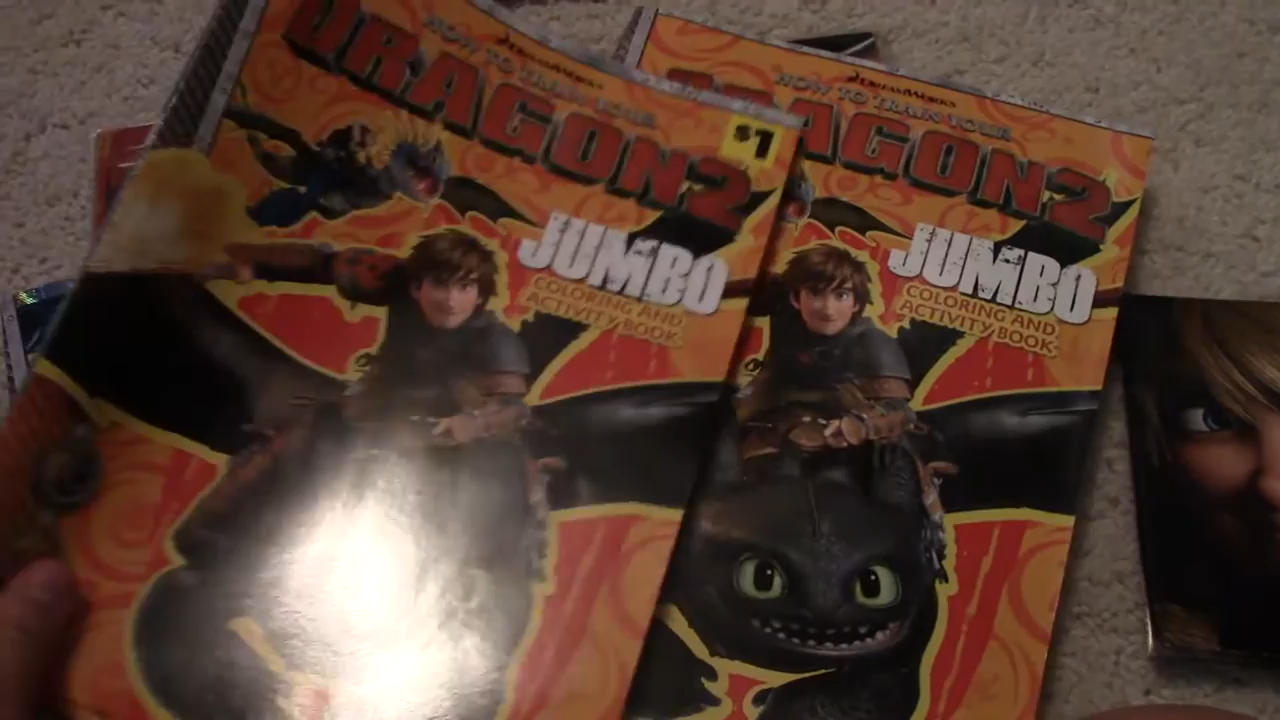 DREAMWORKS
HOW TO TRAIN YOUR
DRAGON 2
$1
JUMBO
COLORING AND
ACTIVITY BOOK
DREAMWORKS
HOW TO TRAIN YOUR
DRAGON 2
JUMBO
COLORING AND
ACTIVITY BOOK